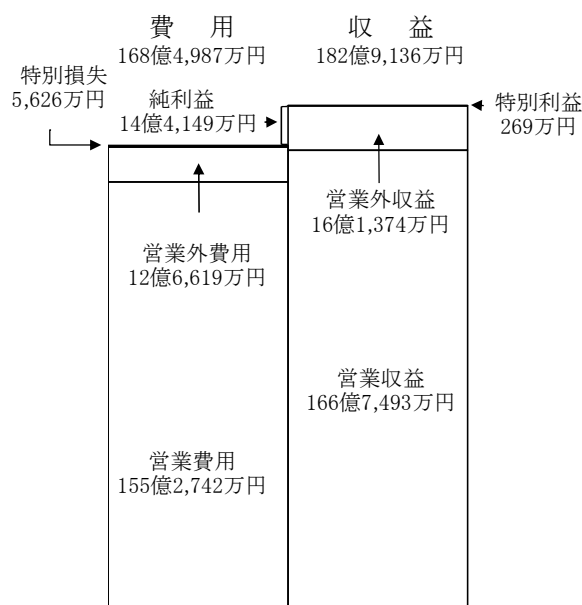 費　用
168億4,987万円
収　益
182億9,136万円
特別損失
5,626万円
純利益
14億4,149万円
特別利益
269万円
営業外収益
16億1,374万円
営業外費用
12億6,619万円
営業収益
166億7,493万円
営業費用
155億2,742万円